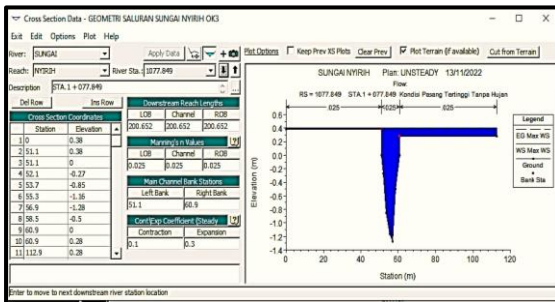 Cross Section Data - GEOMETRI SALURAN SUNGAI NYIRIH OK3
Exit Edit Options Plot Help
River: SUNGAI Apply Data
Reach: NYIRIH River Sta.: 1077.849
Description STA.1 + 077.849
Del Row Ins Row
Cross Section Coordinates
Station Elevation
1 0 0.38
2 51.1 0.38
3 51.1 0
4 52.1 -0.27
5 53.7 -0.85
6 55.3 -1.16
7 56.9 -1.28
8 58.5 -0.5
9 60.9 0
10 60.9 0.28
11 112.9 0.28
Downstream Reach Lengths
LOB Channel ROB
200.652 200.652 200.652
Manning's n Values
LOB Channel ROB
0.025 0.025 0.025
Main Channel Bank Stations
Left Bank Right Bank
51.1 60.9
Cont\Exp Coefficient (Steady
Contraction Expansion
0.1 0.3
Plot Options Keep Prev XS Plots Clear Prev Plot Terrain (if available) Cut from Terrain
SUNGAI NYIRIH Plan: UNSTEADY 13/11/2022
Flow
RS = 1077.849 STA.1 + 077.849 Kondisi Pasang Tertinggi Tanpa Hujan
.025 .025 .025
0.6
0.4
0.2
0.0
-0.2
-0.4
-0.6
-0.8
-1.0
-1.2
-1.4
Elevation (m)
0 20 40 60 80 100 120
Station (m)
Legend
EG Max WS
WS Max WS
Ground
Bank Sta
Enter to move to next downstream river station location